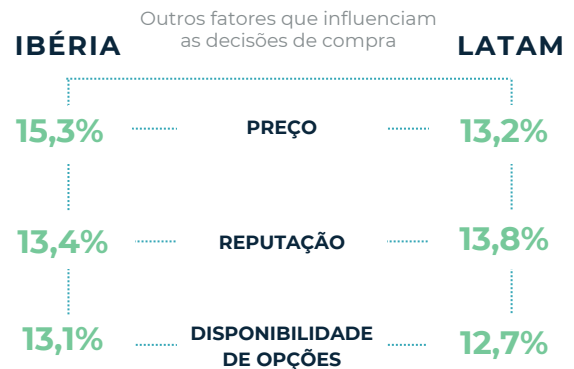 Outros fatores que influenciam
as decisões de compra
IBÉRIA
LATAM
15,3%
PREÇO
13,2%
13,4%
REPUTAÇÃO
13,8%
13,1%
DISPONIBILIDADE
DE OPÇÕES
12,7%